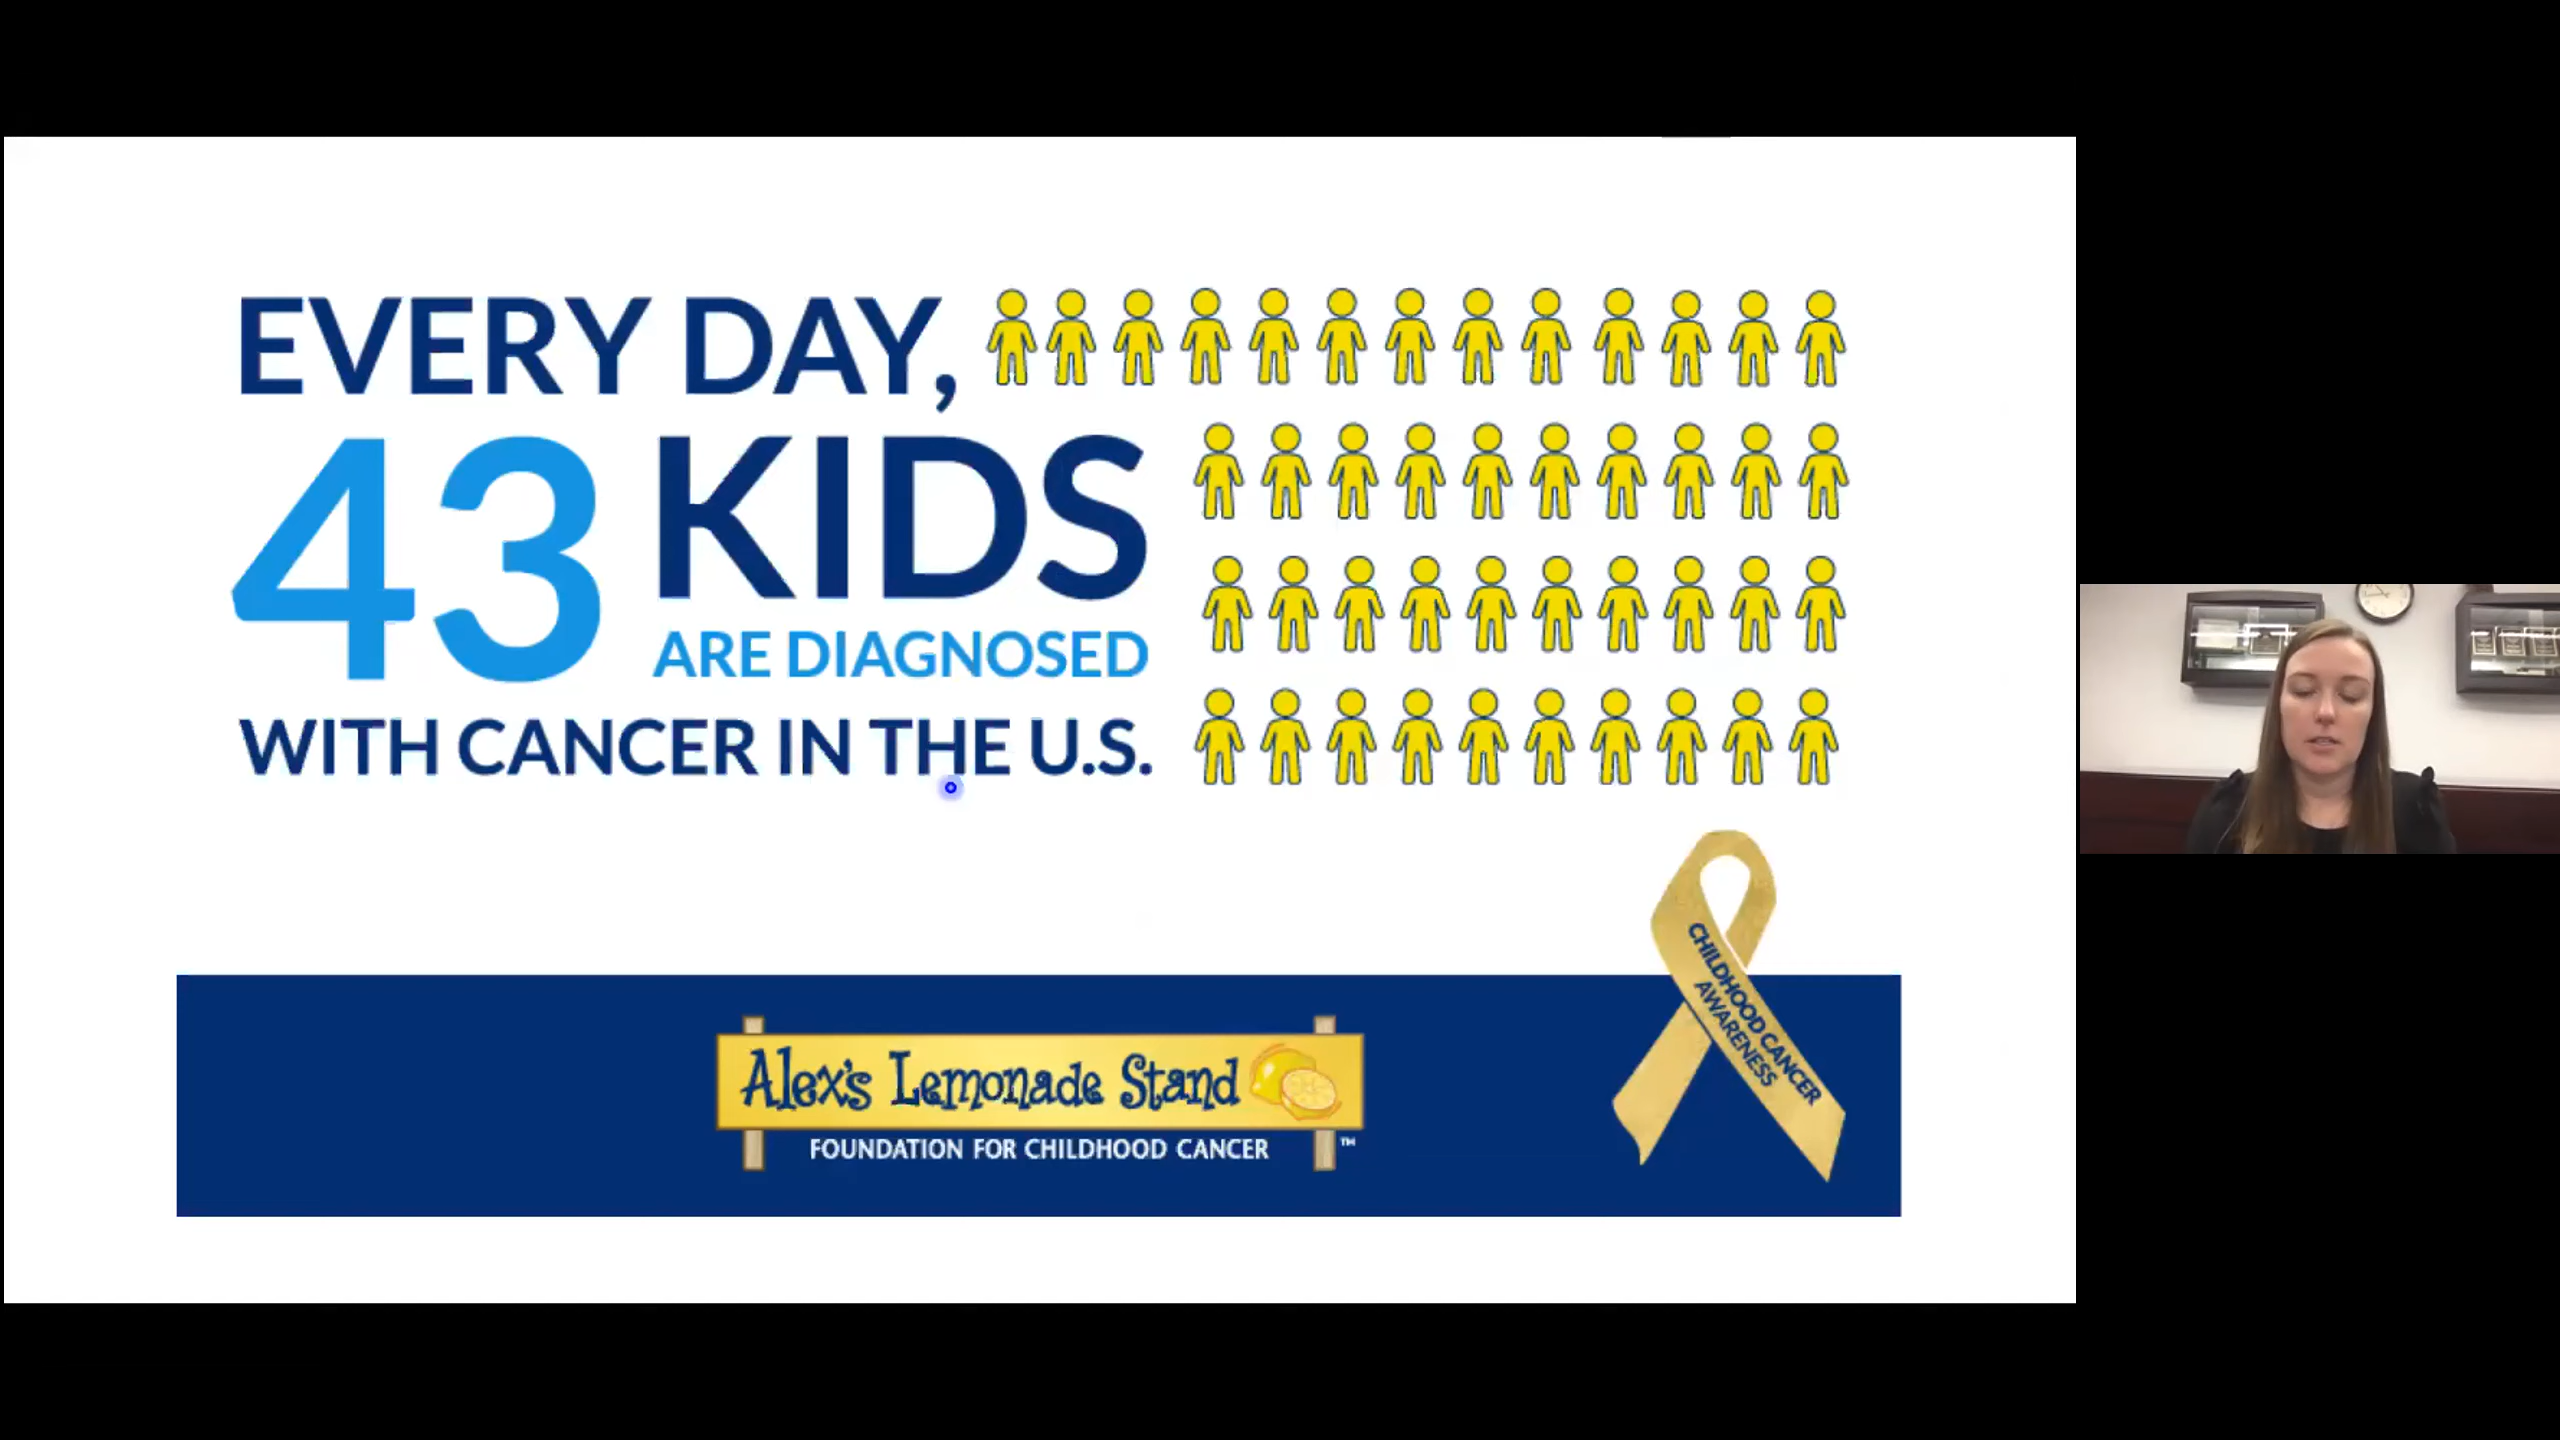 EVERY DAY,
43 KIDS
ARE DIAGNOSED
WITH CANCER IN THE U.S.
CHILDHOOD CANCER
AWARENESS
Alex's Lemonade Stand
FOUNDATION FOR CHILDHOOD CANCER ™